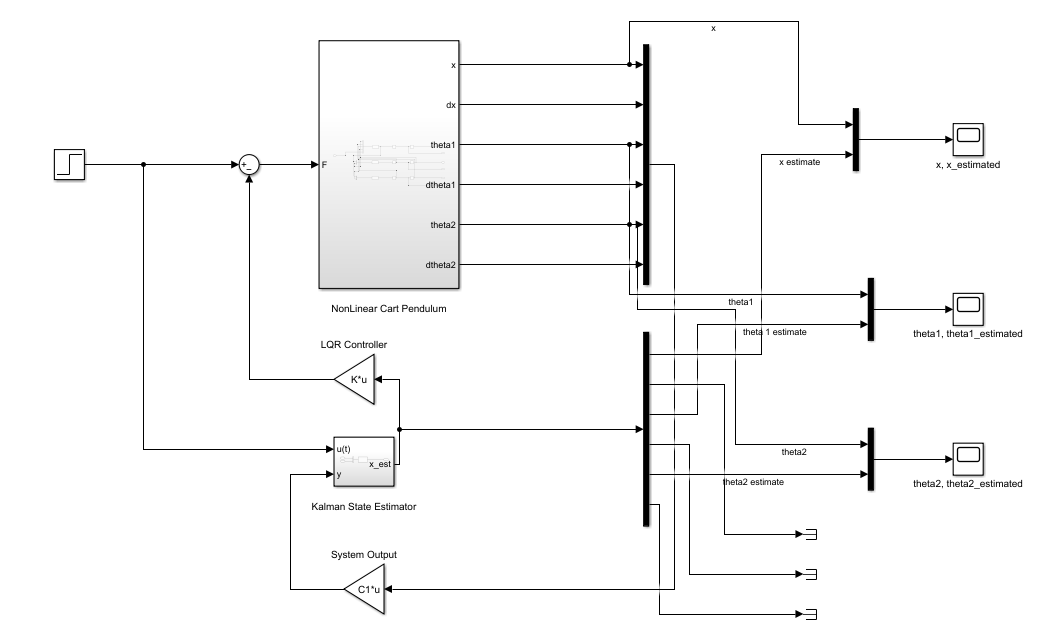 x
x
dx
theta1
F
dtheta1
theta2
dtheta2
NonLinear Cart Pendulum
x estimate
x, x_estimated
theta1
theta 1 estimate
theta1, theta1_estimated
LQR Controller
K*u
u(t)
x_est
y
Kalman State Estimator
theta2
theta2 estimate
theta2, theta2_estimated
System Output
C1*u